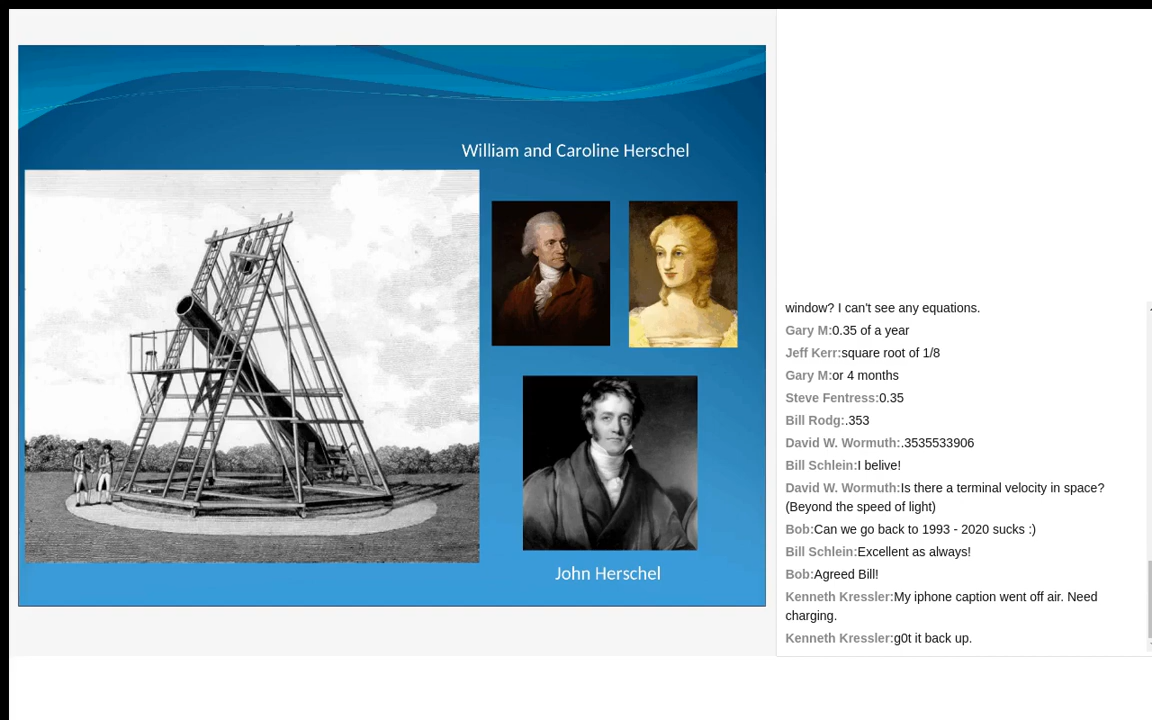 William and Caroline Herschel
John Herschel
window? I can't see any equations.
Gary M:0.35 of a year
Jeff Kerr:square root of 1/8
Gary M:or 4 months
Steve Fentress:0.35
Bill Rodg:.353
David W. Wormuth:.3535533906
Bill Schlein:I belive!
David W. Wormuth:Is there a terminal velocity in space?
(Beyond the speed of light)
Bob:Can we go back to 1993 - 2020 sucks :)
Bill Schlein:Excellent as always!
Bob:Agreed Bill!
Kenneth Kressler:My iphone caption went off air. Need
charging.
Kenneth Kressler:g0t it back up.